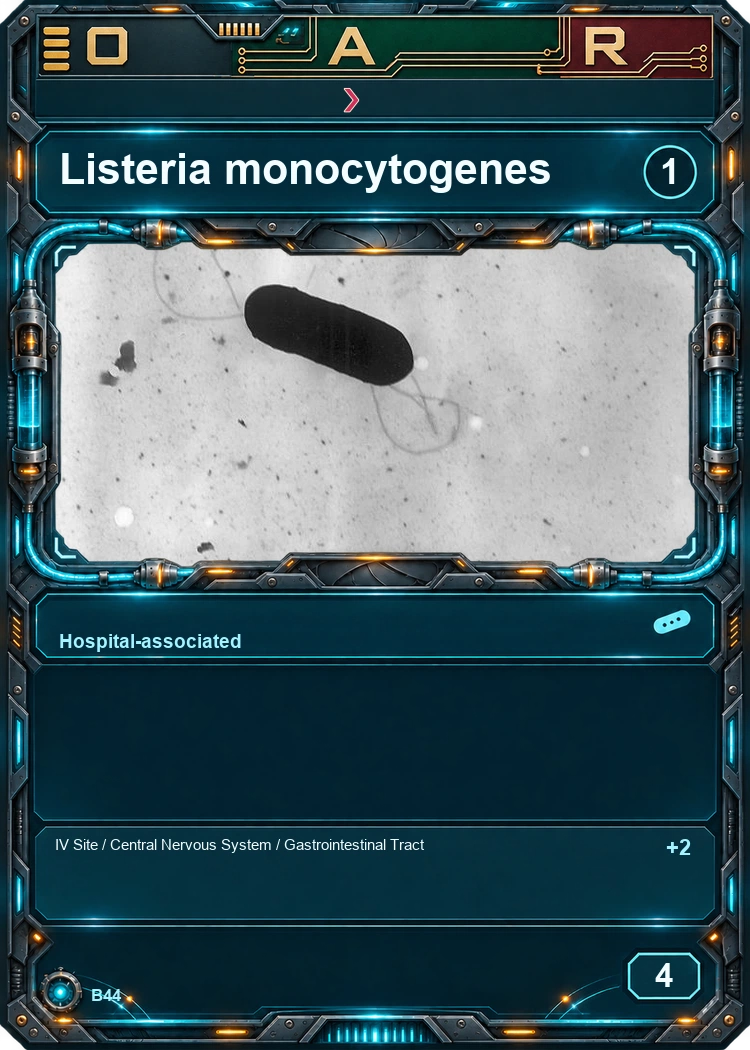 O A R
Listeria monocytogenes 1
Hospital-associated
IV Site / Central Nervous System / Gastrointestinal Tract +2
B44 4